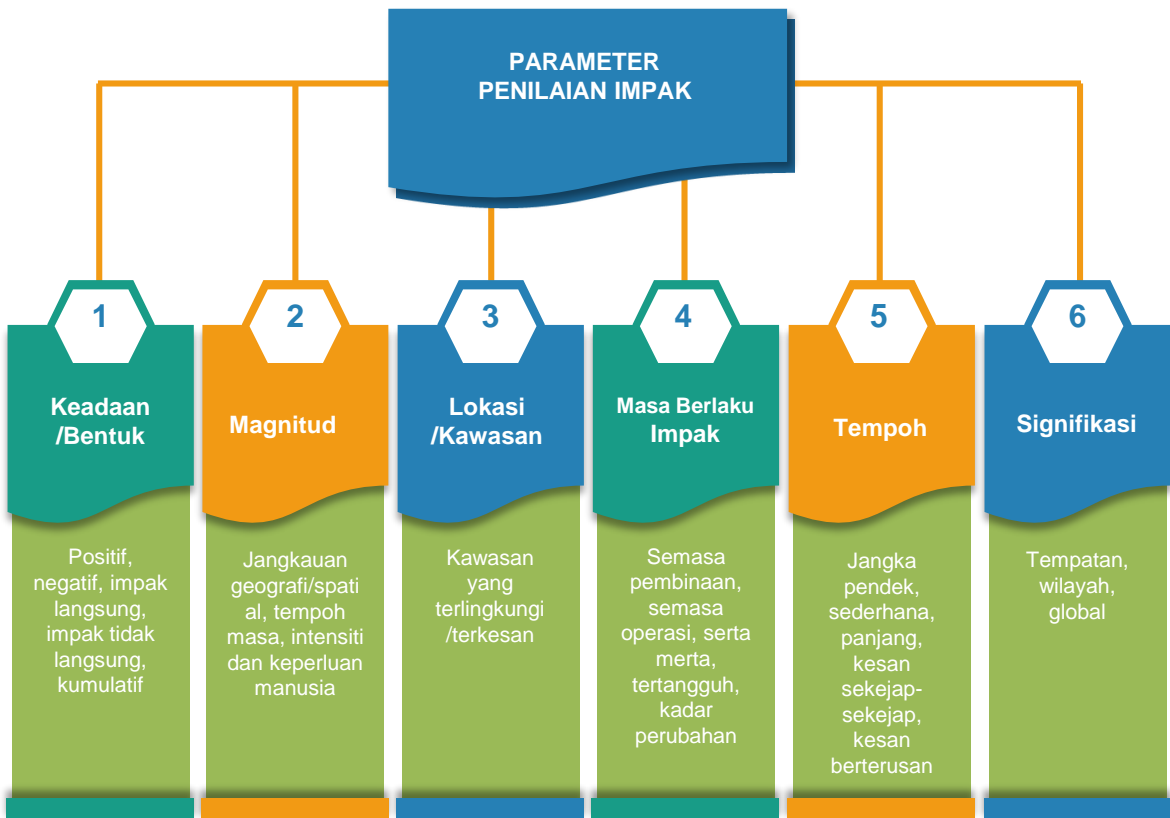 PARAMETER
PENILAIAN IMPAK
1
Keadaan
/Bentuk
Positif,
negatif, impak
langsung,
impak tidak
langsung,
kumulatif
2
Magnitud
Jangkauan
geografi/spati
al, tempoh
masa, intensiti
dan keperluan
manusia
3
Lokasi
/Kawasan
Kawasan
yang
terlingkungi
/terkesan
4
Masa Berlaku
Impak
Semasa
pembinaan,
semasa
operasi, serta
merta,
tertangguh,
kadar
perubahan
5
Tempoh
Jangka
pendek,
sederhana,
panjang,
kesan
sekejap-
sekejap,
kesan
berterusan
6
Signifikasi
Tempatan,
wilayah,
global